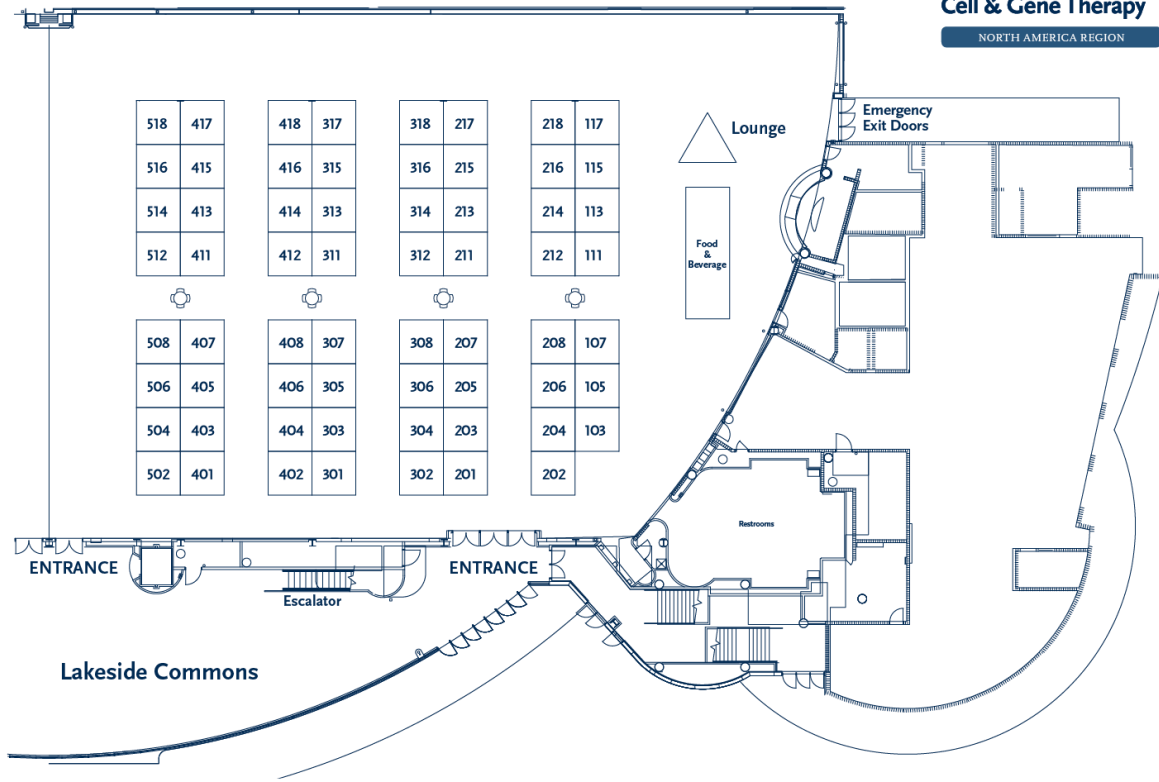 Cell & Gene Therapy
NORTH AMERICA REGION
Emergency
Exit Doors
Lounge
518 417 418 317 318 217 218 117
516 415 416 315 316 215 216 115
514 413 414 313 314 213 214 113
512 411 412 311 312 211 212 111
Food
&
Beverage
508 407 408 307 308 207 208 107
506 405 406 305 306 205 206 105
504 403 404 303 304 203 204 103
502 401 402 301 302 201 202
Restrooms
ENTRANCE
ENTRANCE
Escalator
Lakeside Commons